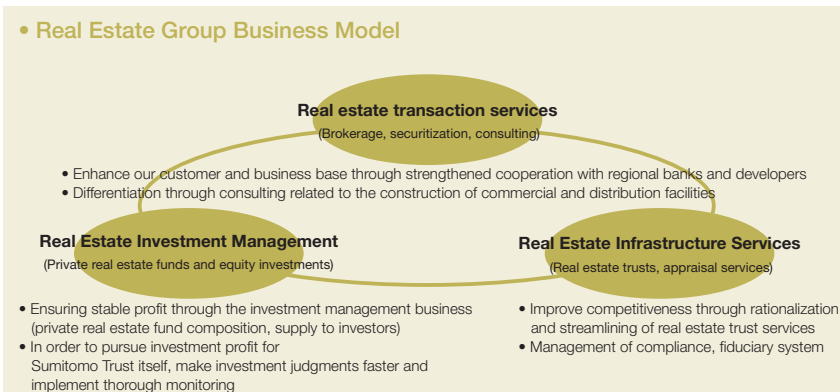 • Real Estate Group Business Model
Real estate transaction services
(Brokerage, securitization, consulting)
• Enhance our customer and business base through strengthened cooperation with regional banks and developers
• Differentiation through consulting related to the construction of commercial and distribution facilities
Real Estate Investment Management
(Private real estate funds and equity investments)
• Ensuring stable profit through the investment management business
(private real estate fund composition, supply to investors)
• In order to pursue investment profit for
Sumitomo Trust itself, make investment judgments faster and
implement thorough monitoring
Real Estate Infrastructure Services
(Real estate trusts, appraisal services)
• Improve competitiveness through rationalization
and streamlining of real estate trust services
• Management of compliance, fiduciary system